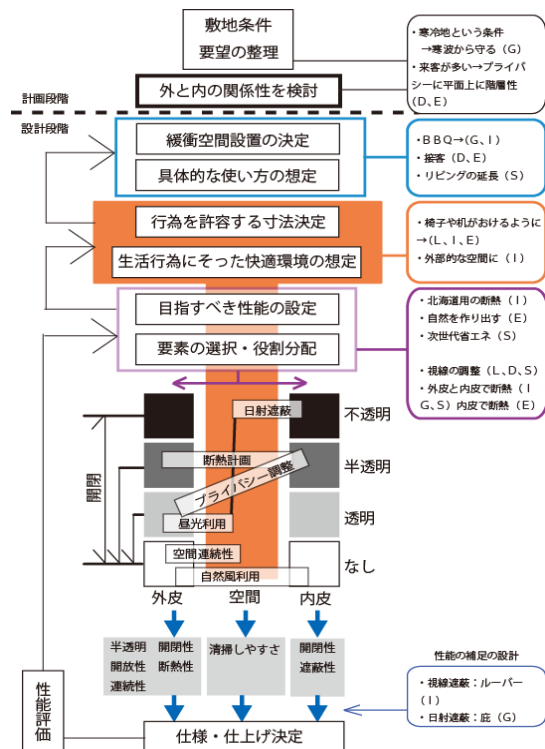 敷地条件
要望の整理
・寒冷地という条件
→寒波から守る（G）
・来客が多い→プライバ
シーに平面上に階層性
（D、E）
外と内の関係性を検討
計画段階
設計段階
緩衝空間設置の決定
具体的な使い方の想定
・ＢＢＱ→（G、I）
・接客（D、E）
・リビングの延長（S）
行為を許容する寸法決定
生活行為にそった快適環境の想定
・椅子や机がおけるように
→（L、I、E）
・外部的な空間に（I）
目指すべき性能の設定
要素の選択・役割分配
・北海道用の断熱（I）
・自然を作り出す（E）
・次世代省エネ（S）
・視線の調整（L、D、S）
・外皮と内皮で断熱（I
G、S）内皮で断熱（E）
日射遮蔽
不透明
断熱計画
半透明
プライバシー調整
開閉
透明
昼光利用
空間連続性
なし
自然風利用
外皮
空間
内皮
半透明 開閉性
開放性 断熱性
連続性
清掃しやすさ
開閉性
遮蔽性
性能の補足の設計
・視線遮蔽：ルーバー
（I）
・日射遮蔽：庇（G）
性能評価
仕様・仕上げ決定